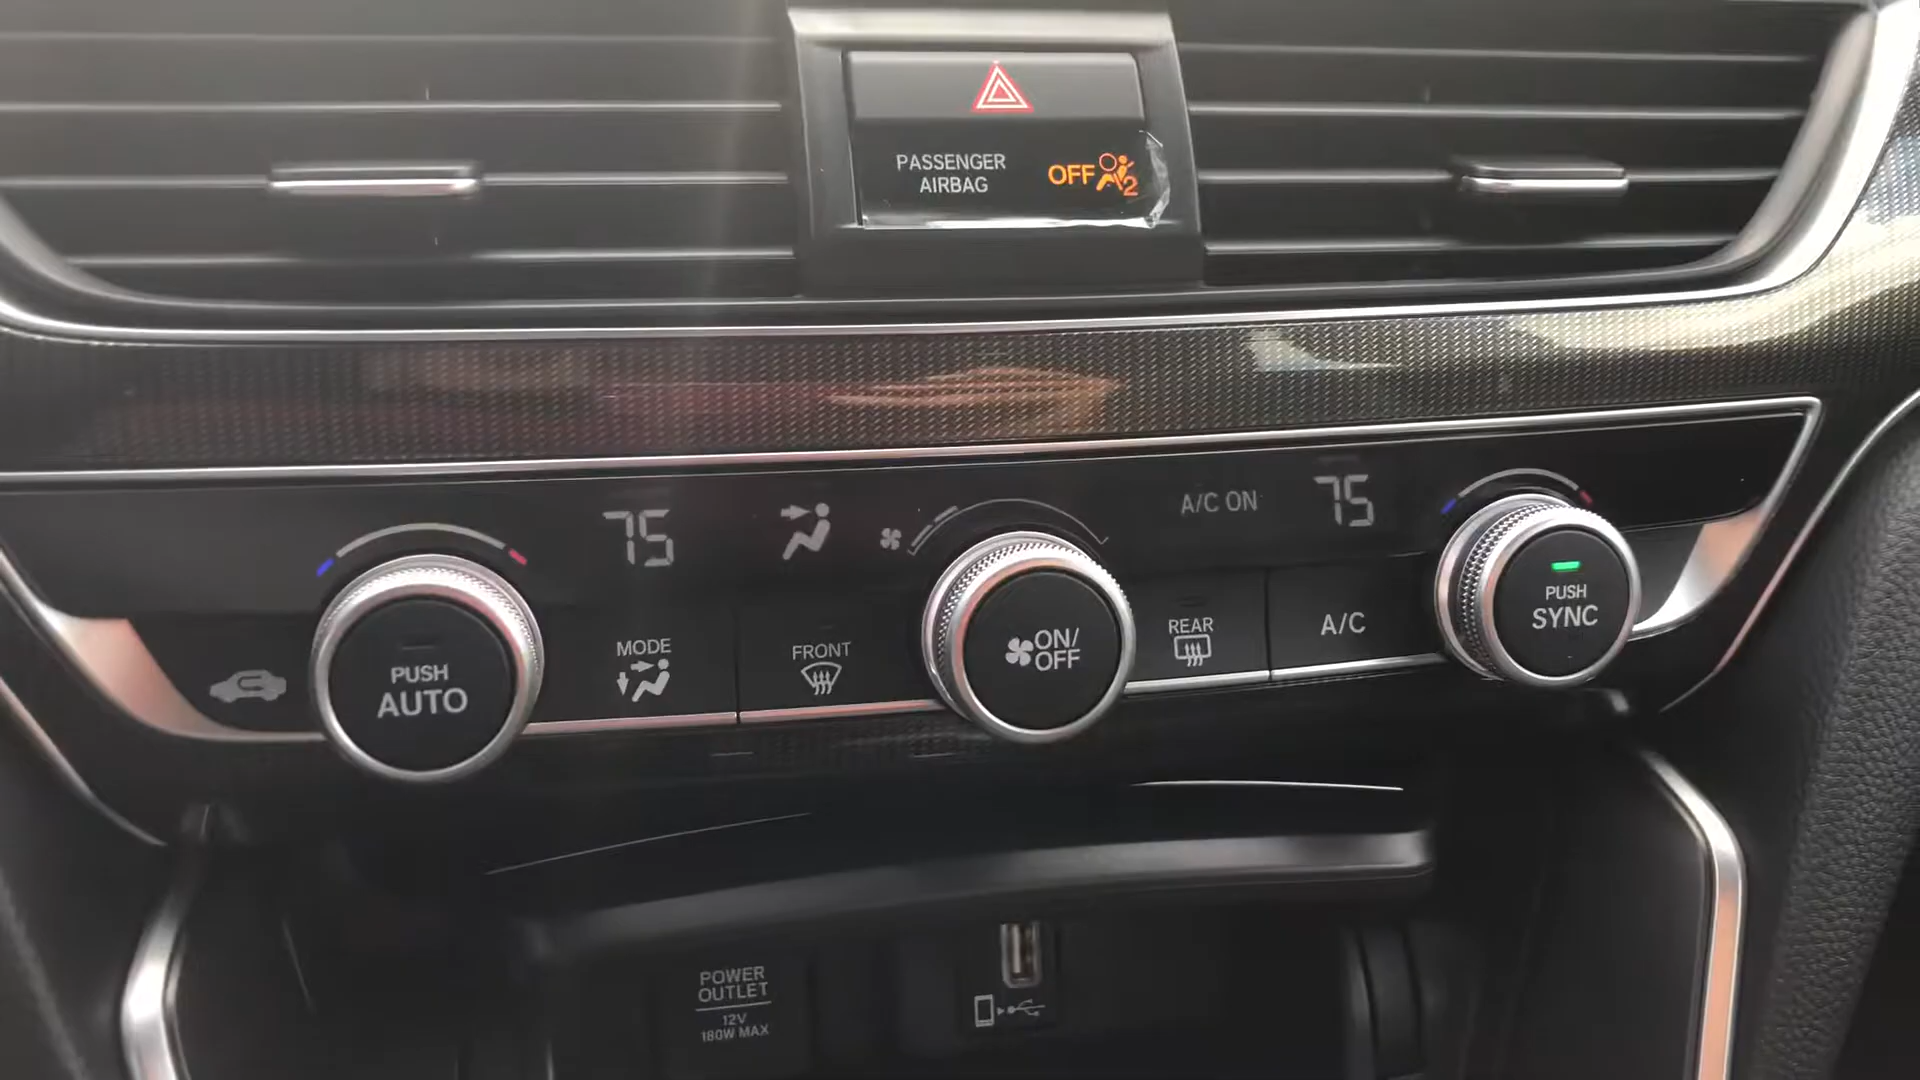 PASSENGER
AIRBAG
OFF
2
75
A/C ON
75
PUSH
AUTO
MODE
FRONT
ON/
OFF
REAR
A/C
PUSH
SYNC
POWER
OUTLET
12V
180W MAX